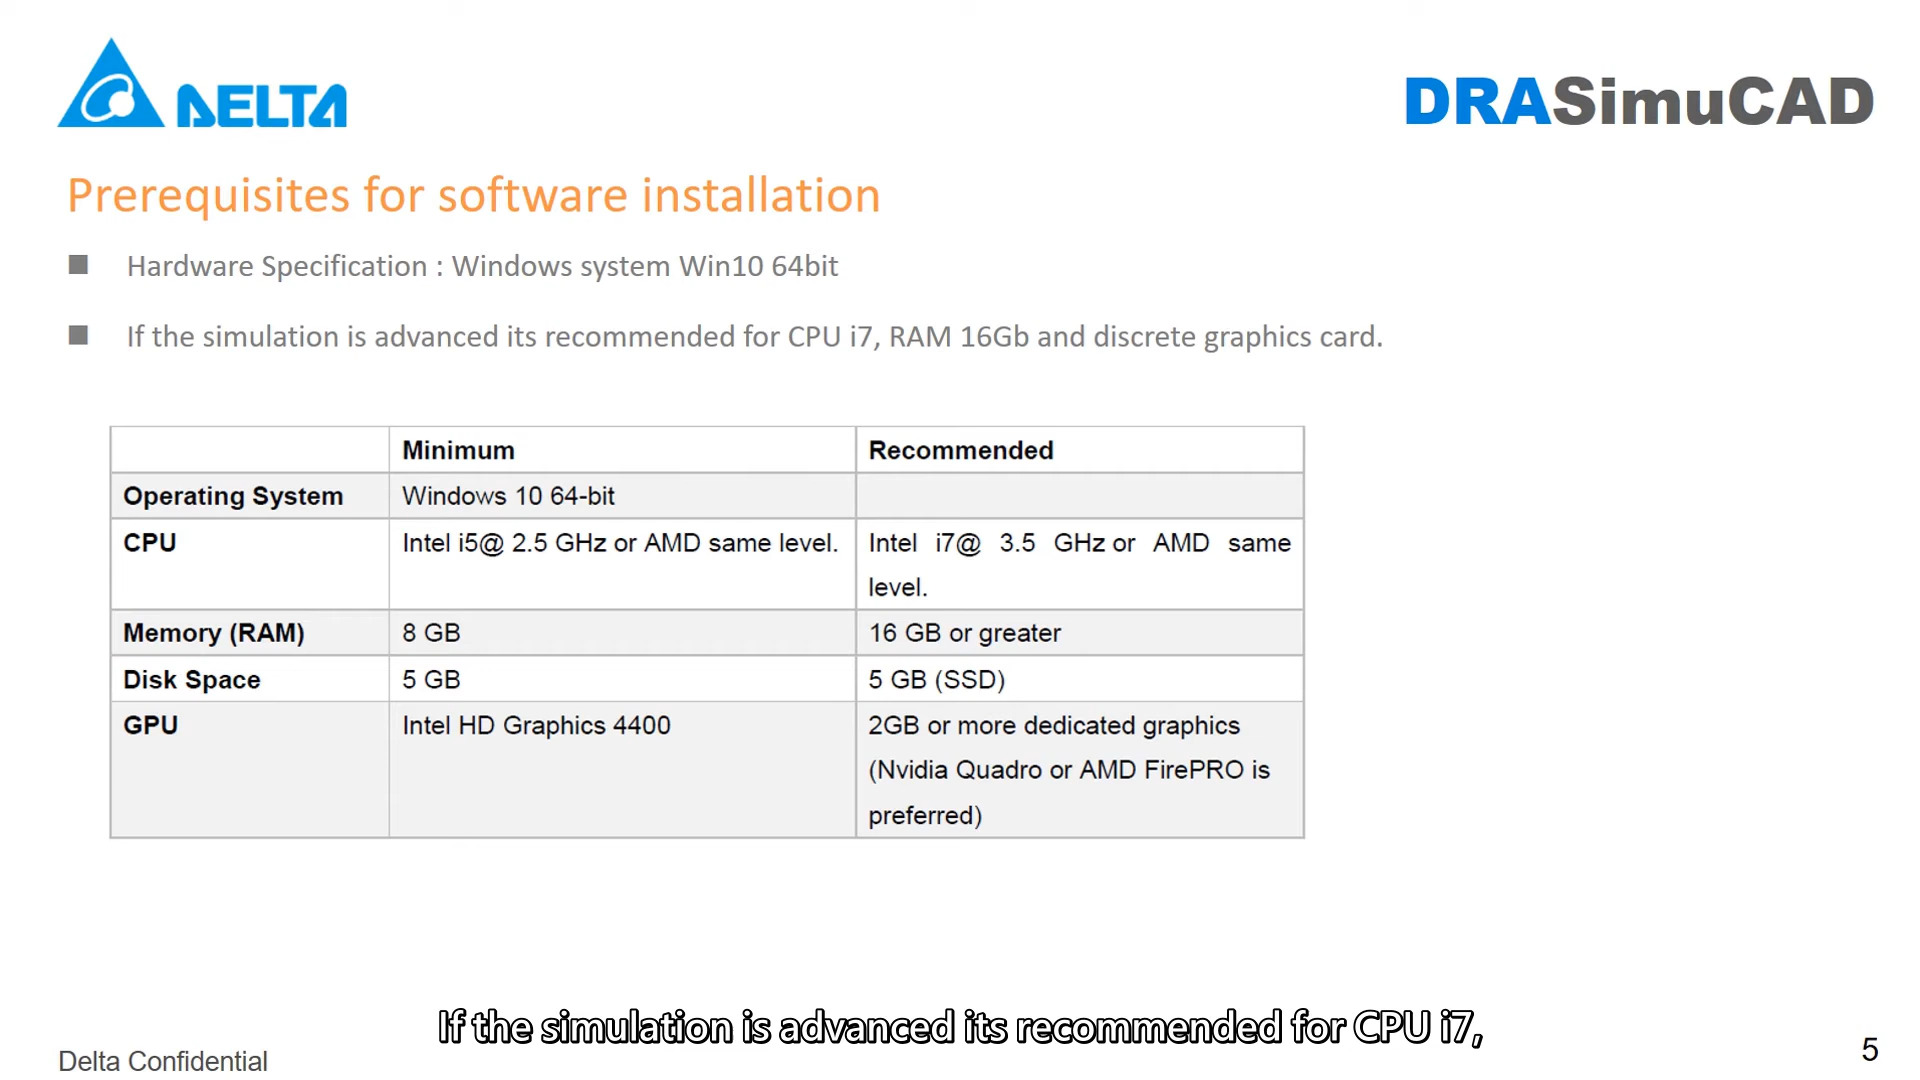 DELTA
DRASimuCAD
Prerequisites for software installation
Hardware Specification : Windows system Win10 64bit
If the simulation is advanced its recommended for CPU i7, RAM 16Gb and discrete graphics card.
Minimum Recommended
Operating System Windows 10 64-bit
CPU Intel i5@ 2.5 GHz or AMD same level. Intel i7@ 3.5 GHz or AMD same
level.
Memory (RAM) 8 GB 16 GB or greater
Disk Space 5 GB 5 GB (SSD)
GPU Intel HD Graphics 4400 2GB or more dedicated graphics
(Nvidia Quadro or AMD FirePRO is
preferred)
If the simulation is advanced its recommended for CPU i7,
Delta Confidential
5